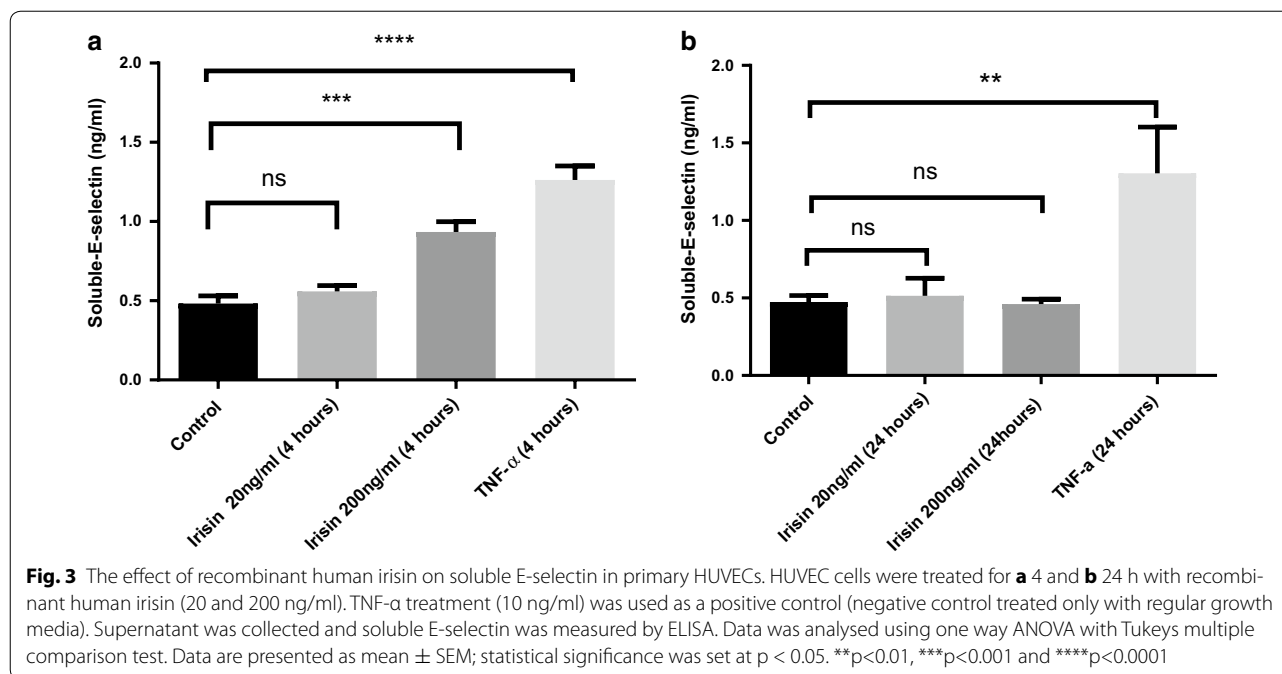 a
****
***
ns
Soluble-E-selectin (ng/ml)
2.0
1.5
1.0
0.5
0.0
Control
Irisin 20ng/ml (4 hours)
Irisin 200ng/ml (4 hours)
TNF-α (4 hours)
b
**
ns
ns
Soluble-E-selectin (ng/ml)
2.0
1.5
1.0
0.5
0.0
Control
Irisin 20ng/ml (24 hours)
Irisin 200ng/ml (24hours)
TNF-a (24 hours)
Fig. 3 The effect of recombinant human irisin on soluble E-selectin in primary HUVECs. HUVEC cells were treated for a 4 and b 24 h with recombi-
nant human irisin (20 and 200 ng/ml). TNF-α treatment (10 ng/ml) was used as a positive control (negative control treated only with regular growth
media). Supernatant was collected and soluble E-selectin was measured by ELISA. Data was analysed using one way ANOVA with Tukeys multiple
comparison test. Data are presented as mean ± SEM; statistical significance was set at p < 0.05. **p<0.01, ***p<0.001 and ****p<0.0001